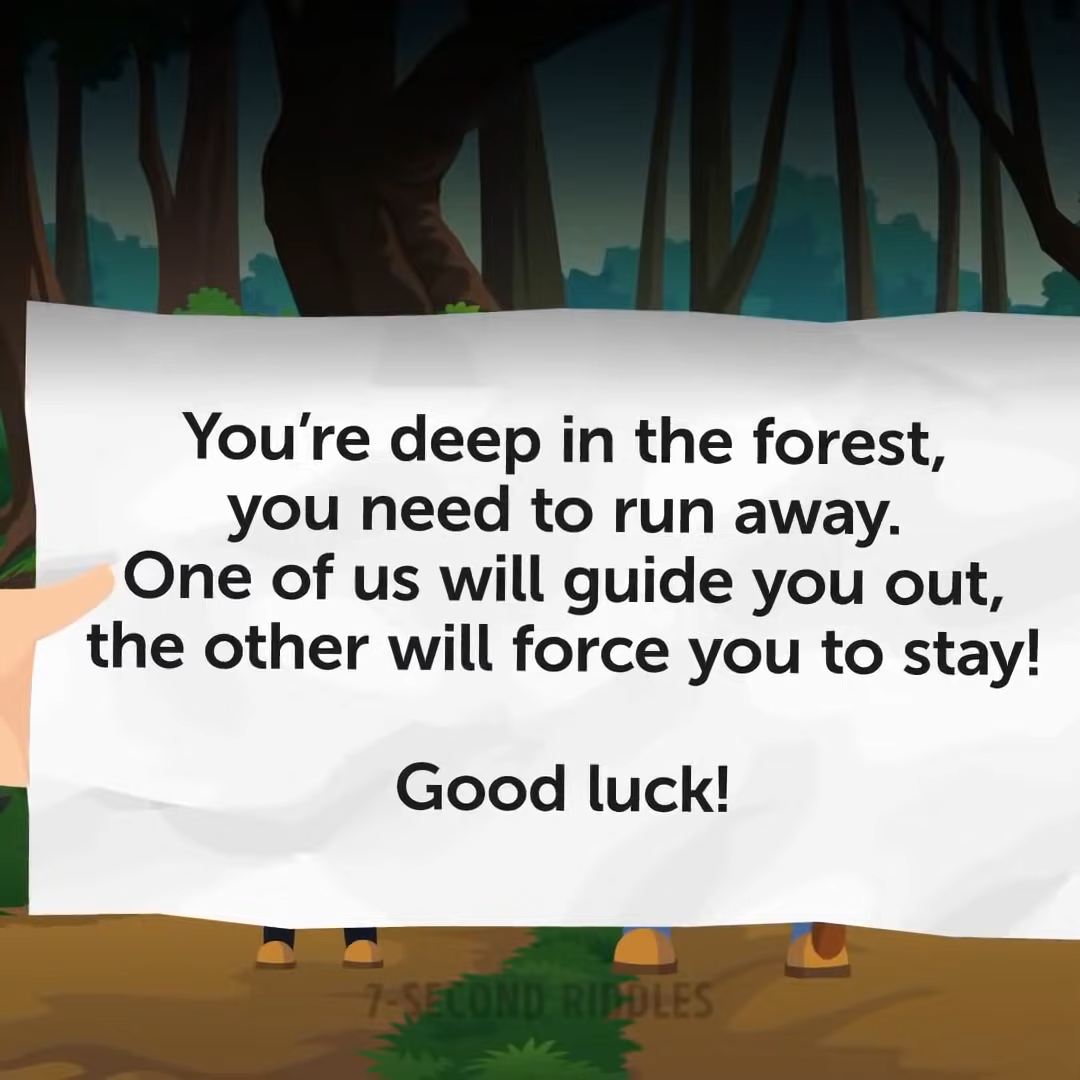 You’re deep in the forest,
you need to run away.
One of us will guide you out,
the other will force you to stay!
Good luck!
7-SECOND RIDDLES